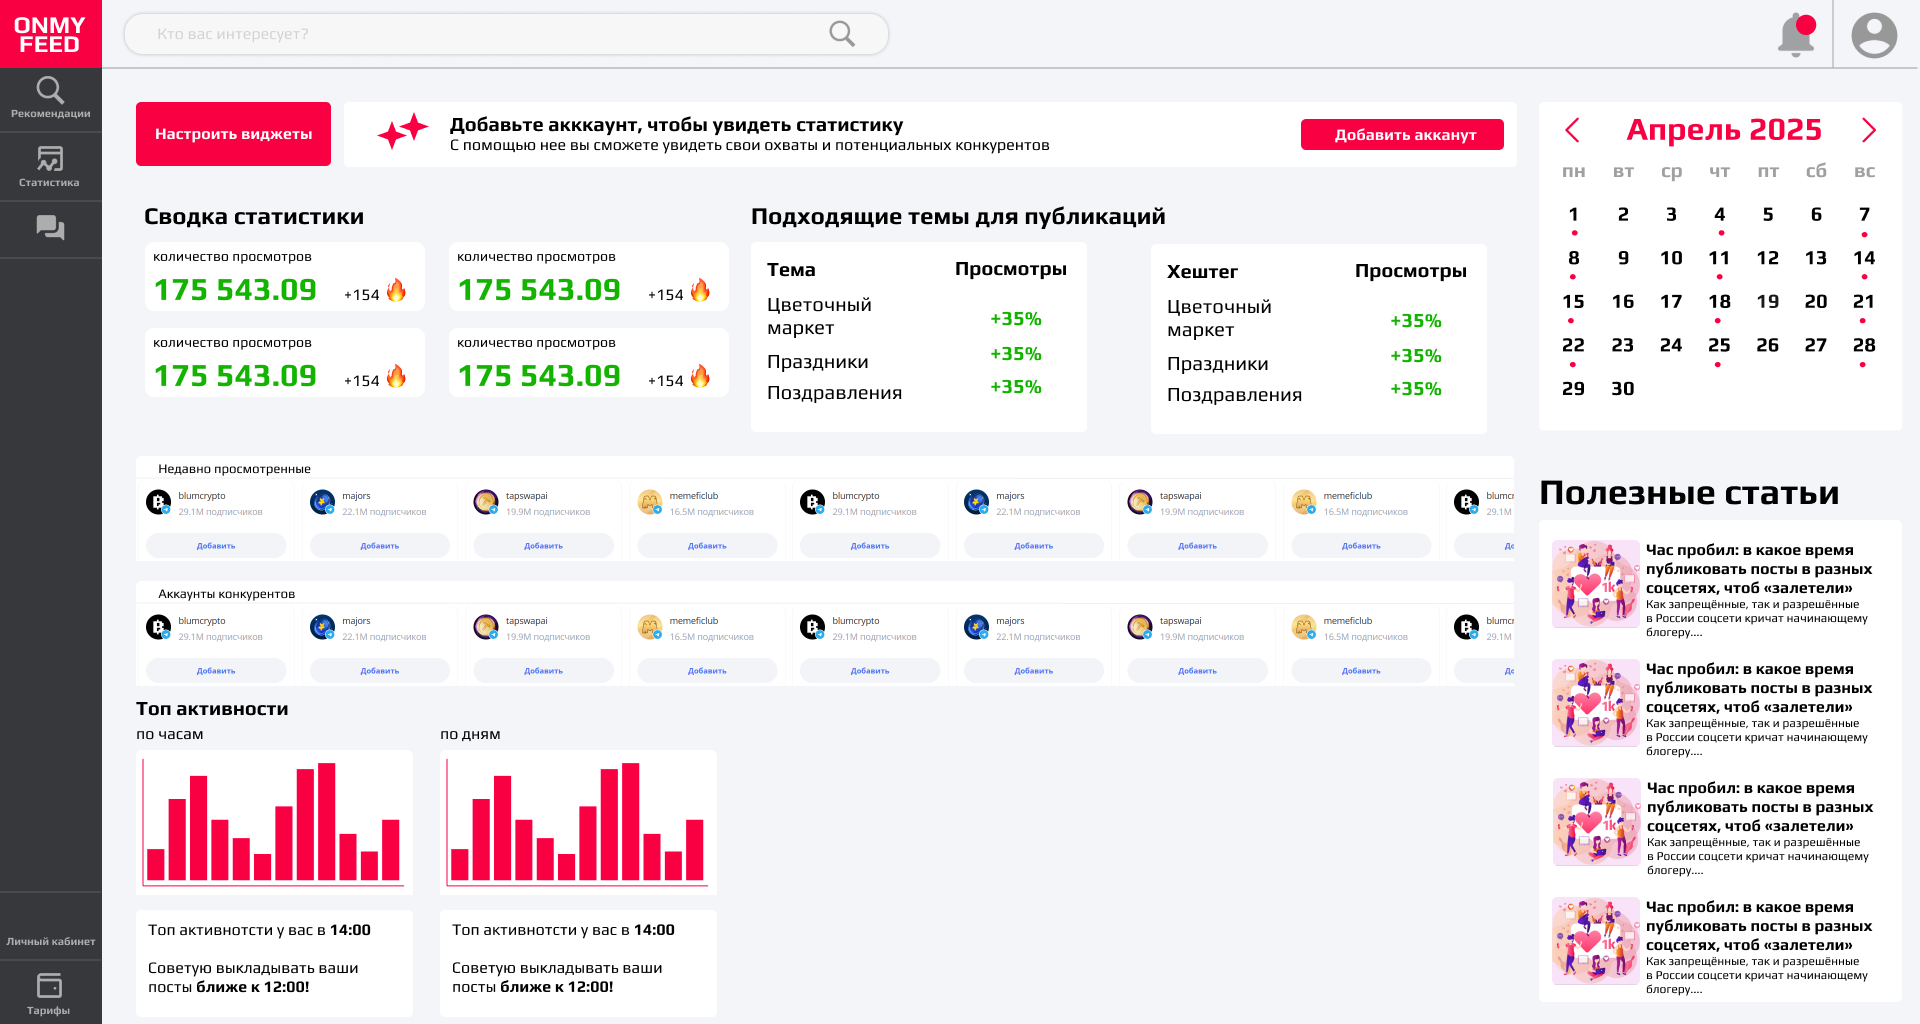 ONMY
FEED
Кто вас интересует?
Рекомендации
Статистика
Личный кабинет
Тарифы
Настроить виджеты
Добавьте акккаунт, чтобы увидеть статистику
С помощью нее вы сможете увидеть свои охваты и потенциальных конкурентов
Добавить акканут
Сводка статистики
количество просмотров
175 543.09 +154
количество просмотров
175 543.09 +154
количество просмотров
175 543.09 +154
количество просмотров
175 543.09 +154
Подходящие темы для публикаций
Тема Просмотры
Цветочный
маркет +35%
Праздники +35%
Поздравления +35%
Хештег Просмотры
Цветочный
маркет +35%
Праздники +35%
Поздравления +35%
Апрель 2025
пн вт ср чт пт сб вс
1 2 3 4 5 6 7
8 9 10 11 12 13 14
15 16 17 18 19 20 21
22 23 24 25 26 27 28
29 30
Недавно просмотренные
blumcrypto majors tapswapai memeficlub blumcrypto majors tapswapai memeficlub blumcr
29.1M подписчиков 22.1M подписчиков 19.9M подписчиков 16.5M подписчиков 29.1M подписчиков 22.1M подписчиков 19.9M подписчиков 16.5M подписчиков 29.1M
Добавить Добавить Добавить Добавить Добавить Добавить Добавить Добавить До
Аккаунты конкурентов
blumcrypto majors tapswapai memeficlub blumcrypto majors tapswapai memeficlub blumcr
29.1M подписчиков 22.1M подписчиков 19.9M подписчиков 16.5M подписчиков 29.1M подписчиков 22.1M подписчиков 19.9M подписчиков 16.5M подписчиков 29.1M
Добавить Добавить Добавить Добавить Добавить Добавить Добавить Добавить До
Топ активности
по часам
по дням
Топ активнотсти у вас в 14:00
Советую выкладывать ваши
посты ближе к 12:00!
Топ активнотсти у вас в 14:00
Советую выкладывать ваши
посты ближе к 12:00!
Полезные статьи
1k
Час пробил: в какое время
публиковать посты в разных
соцсетях, чтоб «залетели»
Как запрещённые, так и разрешённые
в России соцсети кричат начинающему
блогеру....
1k
Час пробил: в какое время
публиковать посты в разных
соцсетях, чтоб «залетели»
Как запрещённые, так и разрешённые
в России соцсети кричат начинающему
блогеру....
1k
Час пробил: в какое время
публиковать посты в разных
соцсетях, чтоб «залетели»
Как запрещённые, так и разрешённые
в России соцсети кричат начинающему
блогеру....
1k
Час пробил: в какое время
публиковать посты в разных
соцсетях, чтоб «залетели»
Как запрещённые, так и разрешённые
в России соцсети кричат начинающему
блогеру....